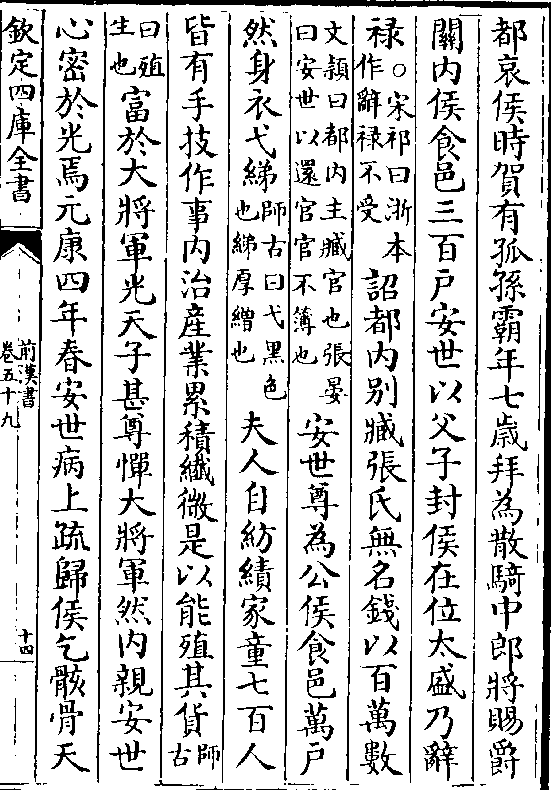 都哀侯時賀有孤孫霸年七歳拜為散騎中郎將賜爵
關内侯食邑三百户安世以父子封侯在位太盛乃辭
禄○宋祁曰浙本作辭禄不受詔都内别臧張氏無名錢以百萬數
文頴曰都内主臧官也張晏曰安世以還官官不簿也安世尊為公侯食邑萬户
然身衣弋綈師古曰弋黑色也綈厚繒也夫人自紡績家童七百人
皆有手技作事内治産業累積纖微是以能殖其貨師古
曰殖生也富於大將軍光天子甚尊憚大將軍然内親安世
心密於光焉元康四年春安世病上疏歸侯乞骸骨天
欽定四庫全書
前漢書
卷五十九
十四